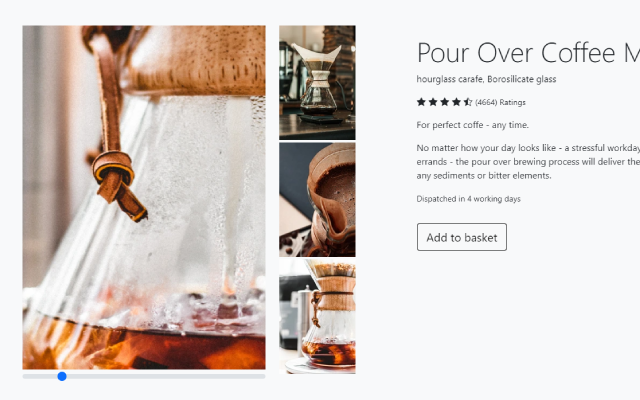 Pour Over Coffee M
hourglass carafe, Borosilicate glass
(4664) Ratings
For perfect coffe - any time.
No matter how your day looks like - a stressful workday
errands - the pour over brewing process will deliver the
any sediments or bitter elements.
Dispatched in 4 working days
Add to basket